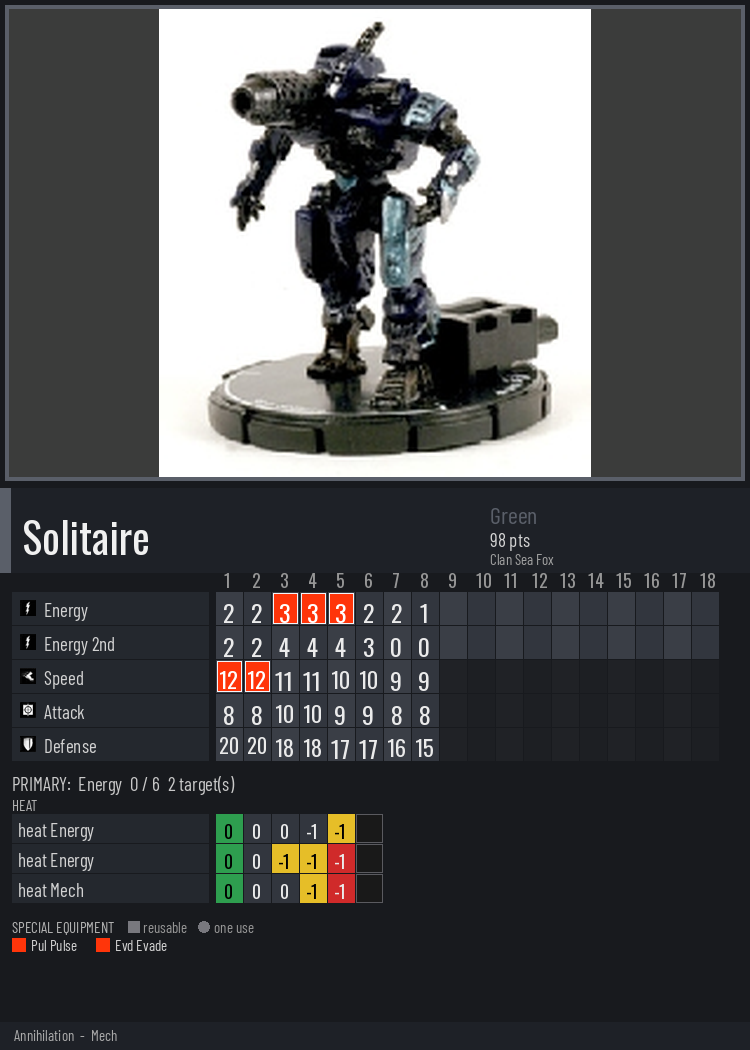 Solitaire
Green
98 pts
Clan Sea Fox
1 2 3 4 5 6 7 8 9 10 11 12 13 14 15 16 17 18
Energy 2 2 3 3 3 2 2 1
Energy 2nd 2 2 4 4 4 3 0 0
Speed 12 12 11 11 10 10 9 9
Attack 8 8 10 10 9 9 8 8
Defense 20 20 18 18 17 17 16 15
PRIMARY: Energy 0 / 6 2 target(s)
HEAT
heat Energy 0 0 0 -1 -1
heat Energy 0 0 -1 -1 -1
heat Mech 0 0 0 -1 -1
SPECIAL EQUIPMENT reusable one use
Pul Pulse Evd Evade
Annihilation - Mech